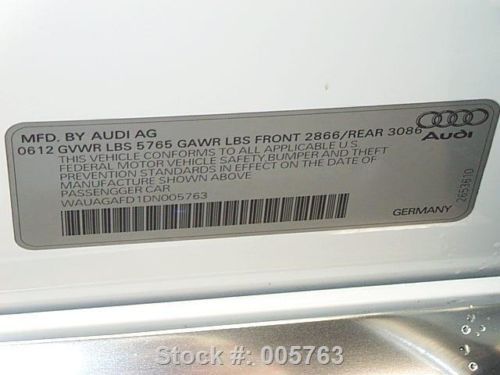 MFD. BY AUDI AG
0612 GVWR LBS 5765 GAWR LBS FRONT 2866/REAR 3086
THIS VEHICLE CONFORMS TO ALL APPLICABLE U.S.
FEDERAL MOTOR VEHICLE SAFETY BUMPER AND THEFT
PREVENTION STANDARDS IN EFFECT ON THE DATE OF
MANUFACTURE SHOWN ABOVE
PASSENGER CAR
WAUAGAFD1DN005763
Audi
GERMANY
2653610
Stock #: 005763